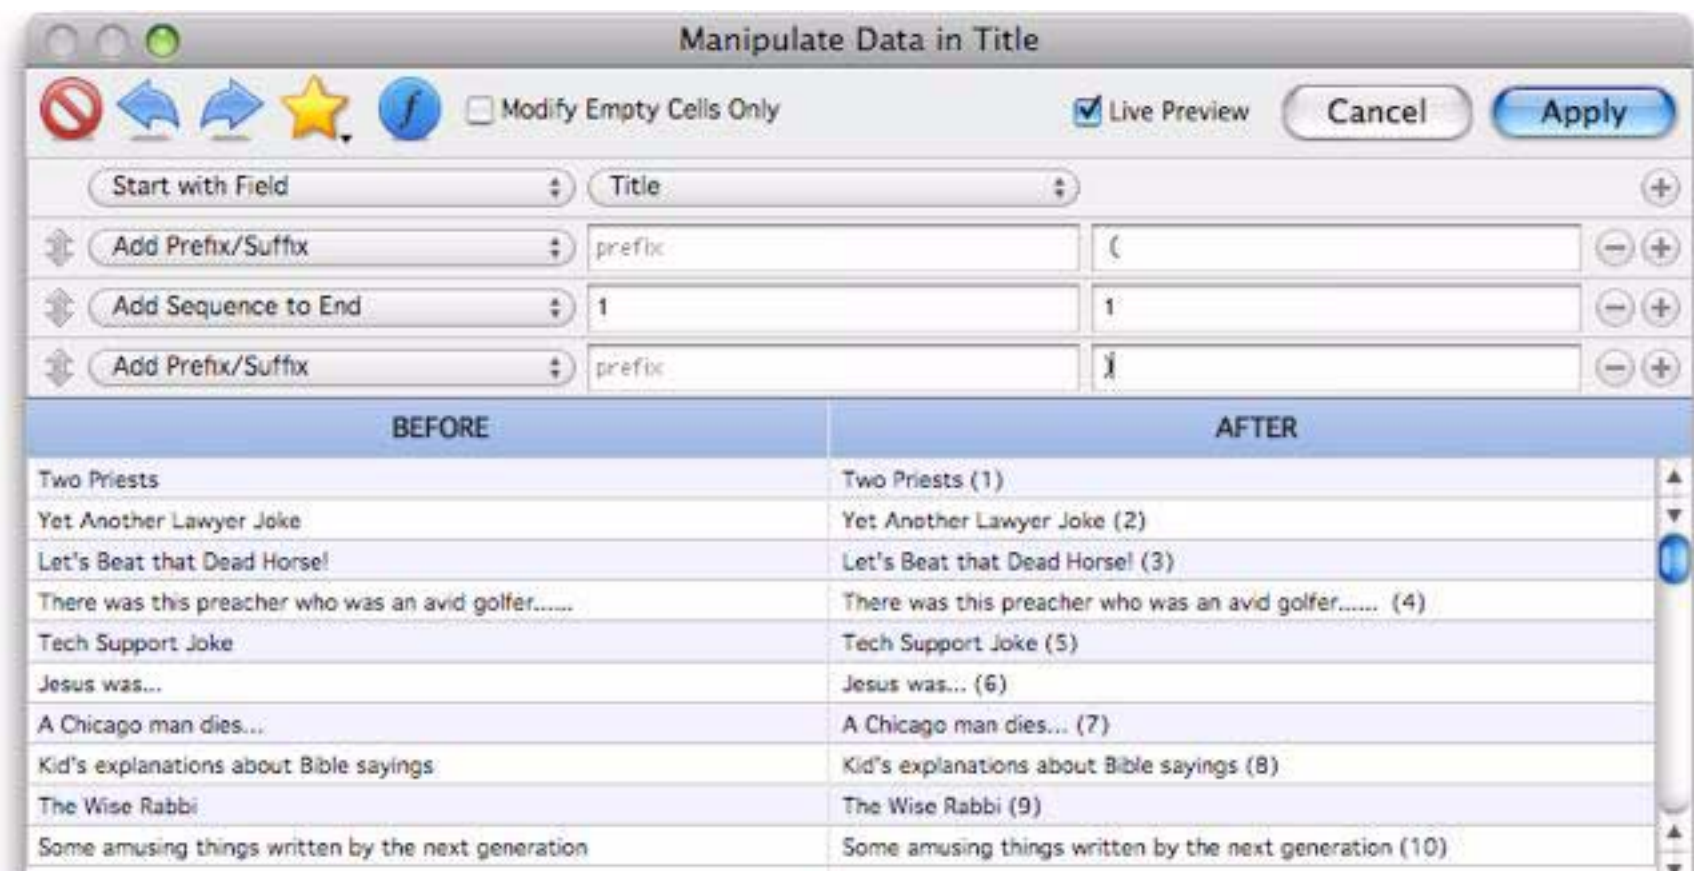 Manipulate Data in Title
f Modify Empty Cells Only Live Preview Cancel Apply
Start with Field Title
Add Prefix/Suffix prefix (
Add Sequence to End 1 1
Add Prefix/Suffix prefix )
BEFORE AFTER
Two Priests Two Priests (1)
Yet Another Lawyer Joke Yet Another Lawyer Joke (2)
Let's Beat that Dead Horse! Let's Beat that Dead Horse! (3)
There was this preacher who was an avid golfer...... There was this preacher who was an avid golfer...... (4)
Tech Support Joke Tech Support Joke (5)
Jesus was... Jesus was... (6)
A Chicago man dies... A Chicago man dies... (7)
Kid's explanations about Bible sayings Kid's explanations about Bible sayings (8)
The Wise Rabbi The Wise Rabbi (9)
Some amusing things written by the next generation Some amusing things written by the next generation (10)